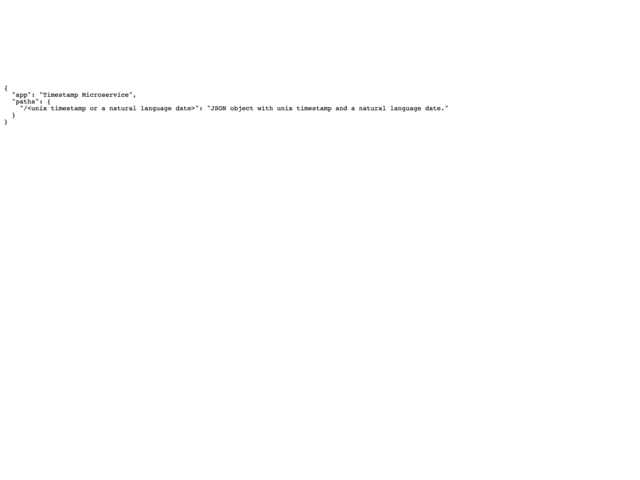 {
  "app": "Timestamp Microservice",
  "paths": {
    "/<unix timestamp or a natural language date>": "JSON object with unix timestamp and a natural language date."
  }
}